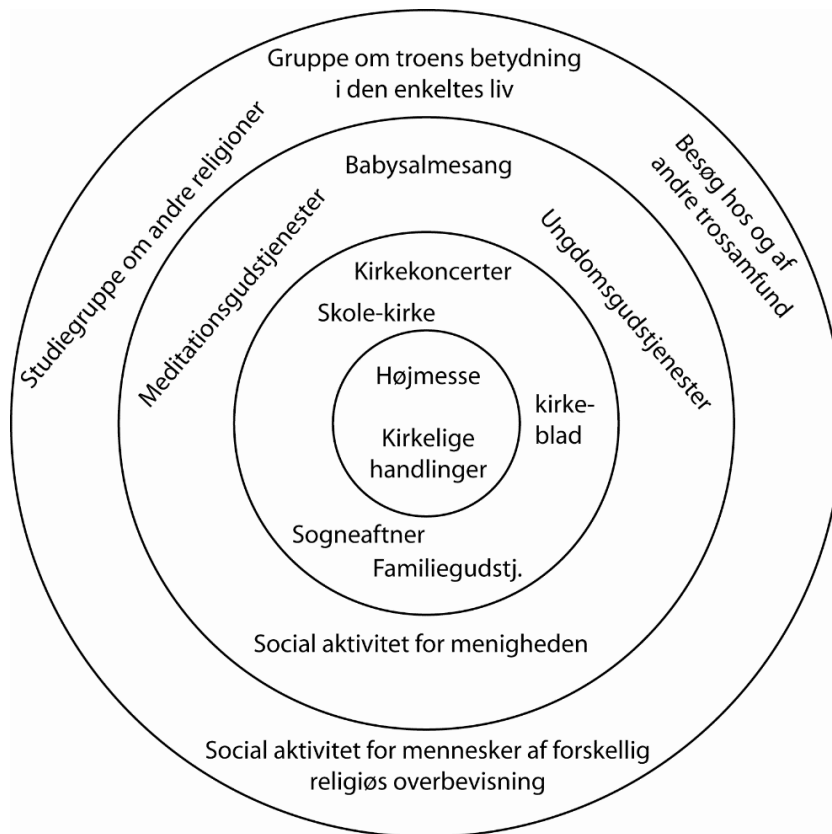 Gruppe om troens betydning
i den enkeltes liv
Studiegruppe om andre religioner
Besøg hos og af
andre trossamfund
Babysalmesang
Meditationsgudstjenester
Ungdomsgudstjenester
Kirkekoncerter
Skole-kirke
Højmesse
kirke-
blad
Kirkelige
handlinger
Sogneaftner
Familiegudstj.
Social aktivitet for menigheden
Social aktivitet for mennesker af forskellig
religiøs overbevisning